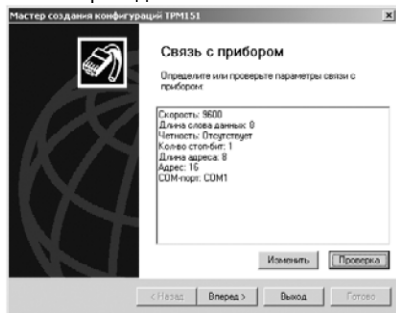 Мастер создания конфигураций ТРМ151
Связь с прибором
Определите или проверьте параметры связи с
прибором:
Скорость: 9600
Длина слова данных: 8
Четность: Отсутствует
Кол-во стоп-бит: 1
Длина адреса: 8
Адрес: 16
COM-порт: COM1
Изменить
Проверка
< Назад
Вперед >
Выход
Готово